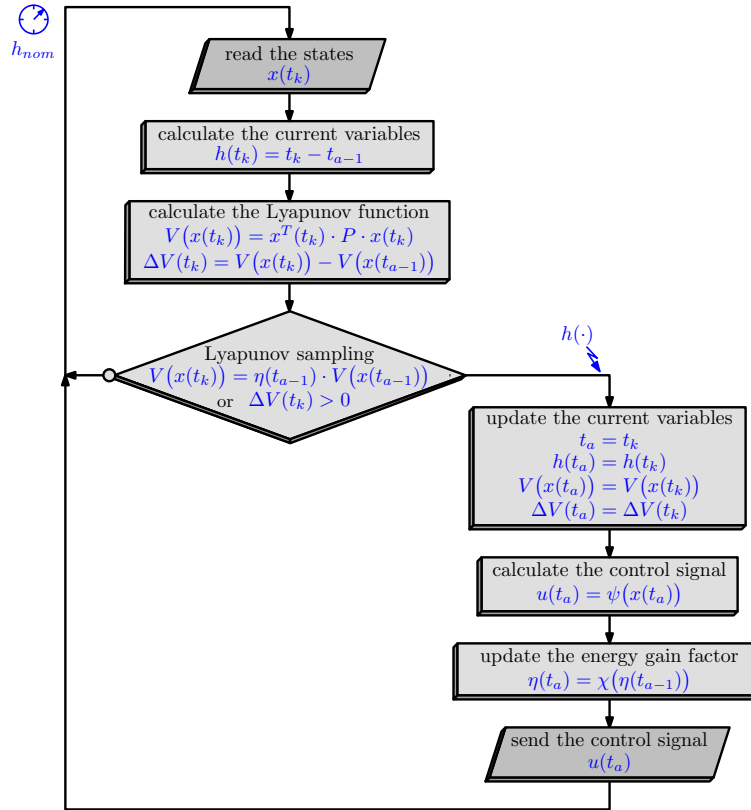 h_{nom}
read the states
x(t_k)
calculate the current variables
h(t_k) = t_k − t_{a−1}
calculate the Lyapunov function
V(x(t_k)) = x^T(t_k) · P · x(t_k)
ΔV(t_k) = V(x(t_k)) − V(x(t_{a−1}))
Lyapunov sampling
V(x(t_k)) = η(t_{a−1}) · V(x(t_{a−1}))
or ΔV(t_k) > 0
h(·)
update the current variables
t_a = t_k
h(t_a) = h(t_k)
V(x(t_a)) = V(x(t_k))
ΔV(t_a) = ΔV(t_k)
calculate the control signal
u(t_a) = ψ(x(t_a))
update the energy gain factor
η(t_a) = χ(η(t_{a−1}))
send the control signal
u(t_a)